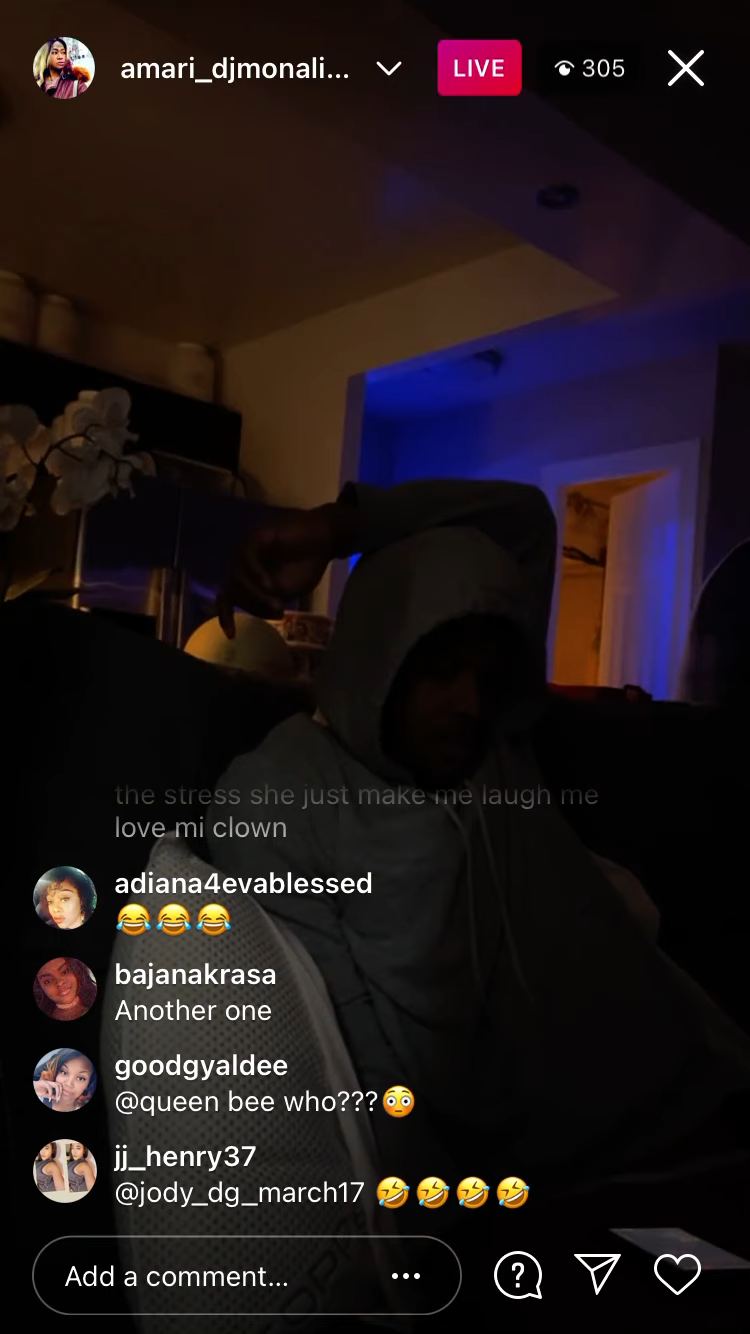 amari_djmonali...
LIVE
305
the stress she just make me laugh me
love mi clown
adiana4evablessed
😂😂😂
bajanakrasa
Another one
goodgyaldee
@queen bee who???😳
jj_henry37
@jody_dg_march17 🤣🤣🤣🤣
Add a comment...